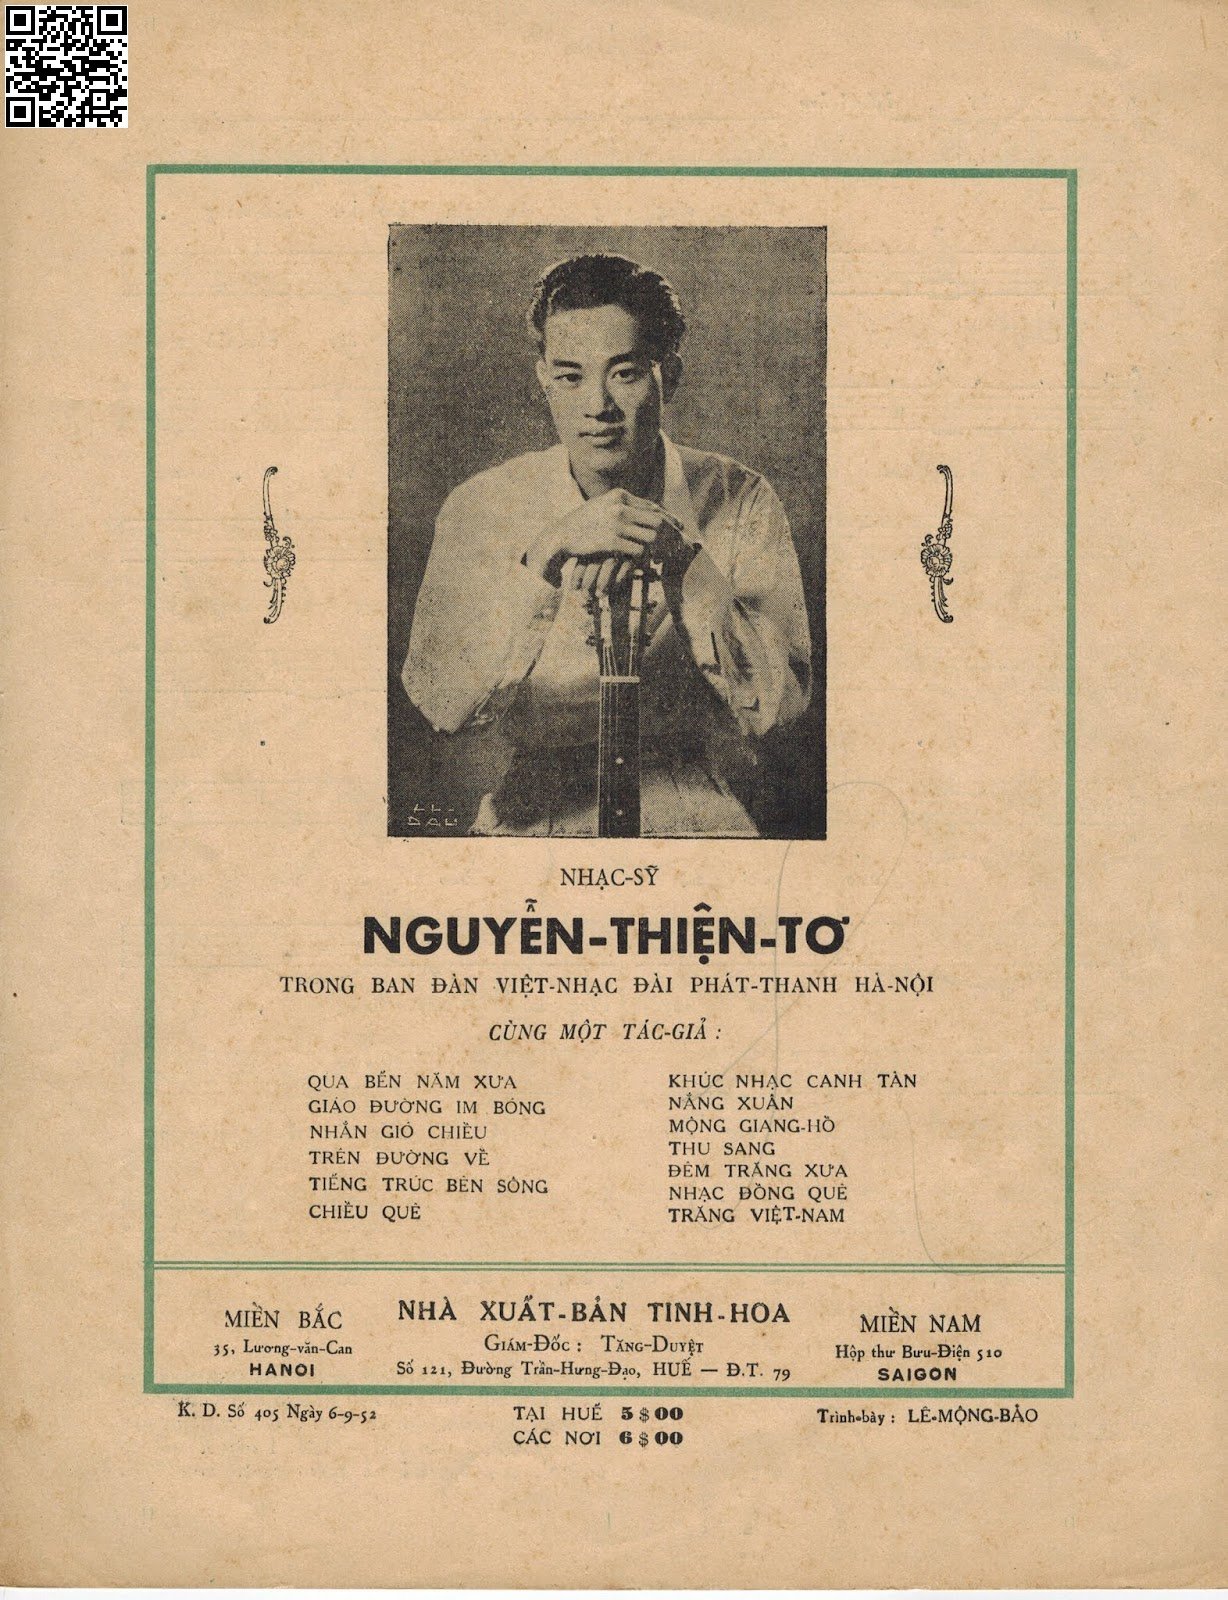 NHẠC-SỸ
NGUYỄN-THIỆN-TƠ
TRONG BAN ĐÀN VIỆT-NHẠC ĐÀI PHÁT-THANH HÀ-NỘI
CÙNG MỘT TÁC-GIẢ :
QUA BẾN NĂM XƯA
GIÁO ĐƯỜNG IM BÓNG
NHẮN GIÓ CHIỀU
TRÊN ĐƯỜNG VỀ
TIẾNG TRÚC BÊN SÔNG
CHIỀU QUÊ
KHÚC NHẠC CANH TÀN
NẮNG XUÂN
MỘNG GIANG-HỒ
THU SANG
ĐÊM TRĂNG XƯA
NHẠC ĐỒNG QUÊ
TRĂNG VIỆT-NAM
MIỀN BẮC
35, Lương-văn-Can
HANOI
NHÀ XUẤT-BẢN TINH-HOA
GIÁM-ĐỐC : TĂNG-DUYỆT
Số 121, Đường Trần-Hưng-Đạo, HUẾ — Đ.T. 79
MIỀN NAM
Hộp thư Bưu-Điện 510
SAIGON
K. D. Số 405 Ngày 6-9-52
TẠI HUẾ 5$00
CÁC NƠI 6$00
Trình-bày : LÊ-MỘNG-BẢO